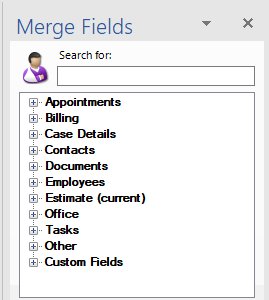 Merge Fields
Search for:
Appointments
Billing
Case Details
Contacts
Documents
Employees
Estimate (current)
Office
Tasks
Other
Custom Fields